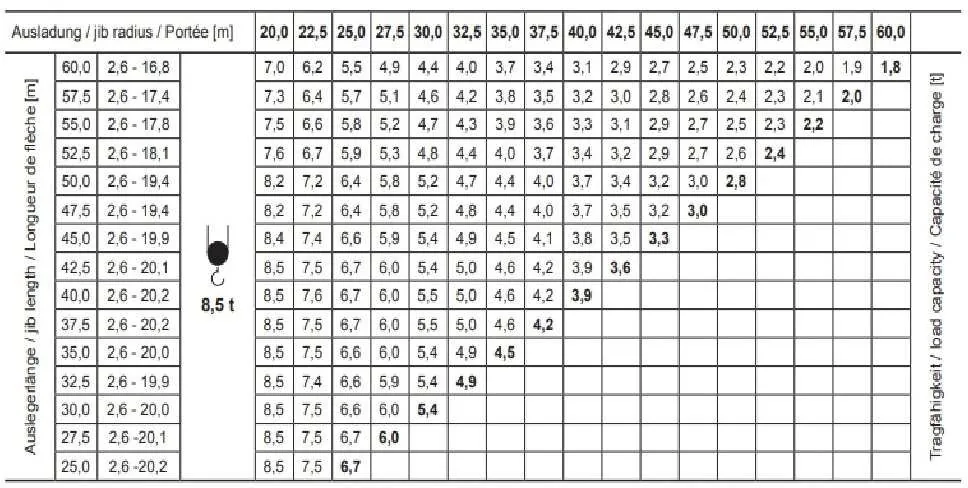 Ausladung / jib radius / Portée [m] 20,0 22,5 25,0 27,5 30,0 32,5 35,0 37,5 40,0 42,5 45,0 47,5 50,0 52,5 55,0 57,5 60,0
Auslegerlänge / jib length / Longueur de flèche [m]
60,0 2,6 - 16,8 7,0 6,2 5,5 4,9 4,4 4,0 3,7 3,4 3,1 2,9 2,7 2,5 2,3 2,2 2,0 1,9 1,8
57,5 2,6 - 17,4 7,3 6,4 5,7 5,1 4,6 4,2 3,8 3,5 3,2 3,0 2,8 2,6 2,4 2,3 2,1 2,0
55,0 2,6 - 17,8 7,5 6,6 5,8 5,2 4,7 4,3 3,9 3,6 3,3 3,1 2,9 2,7 2,5 2,3 2,2
52,5 2,6 - 18,1 7,6 6,7 5,9 5,3 4,8 4,4 4,0 3,7 3,4 3,2 2,9 2,7 2,6 2,4
50,0 2,6 - 19,4 8,2 7,2 6,4 5,8 5,2 4,7 4,4 4,0 3,7 3,4 3,2 3,0 2,8
47,5 2,6 - 19,4 8,2 7,2 6,4 5,8 5,2 4,8 4,4 4,0 3,7 3,5 3,2 3,0
45,0 2,6 - 19,9 8,4 7,4 6,6 5,9 5,4 4,9 4,5 4,1 3,8 3,5 3,3
42,5 2,6 - 20,1 8,5 7,5 6,7 6,0 5,4 5,0 4,6 4,2 3,9 3,6
40,0 2,6 - 20,2 8,5 7,6 6,7 6,0 5,5 5,0 4,6 4,2 3,9
8,5 t
37,5 2,6 - 20,2 8,5 7,5 6,7 6,0 5,5 5,0 4,6 4,2
35,0 2,6 - 20,0 8,5 7,5 6,6 6,0 5,4 4,9 4,5
32,5 2,6 - 19,9 8,5 7,4 6,6 5,9 5,4 4,9
30,0 2,6 - 20,0 8,5 7,5 6,6 6,0 5,4
27,5 2,6 -20,1 8,5 7,5 6,7 6,0
25,0 2,6 -20,2 8,5 7,5 6,7
Tragfähigkeit / load capacity / Capacité de charge [t]